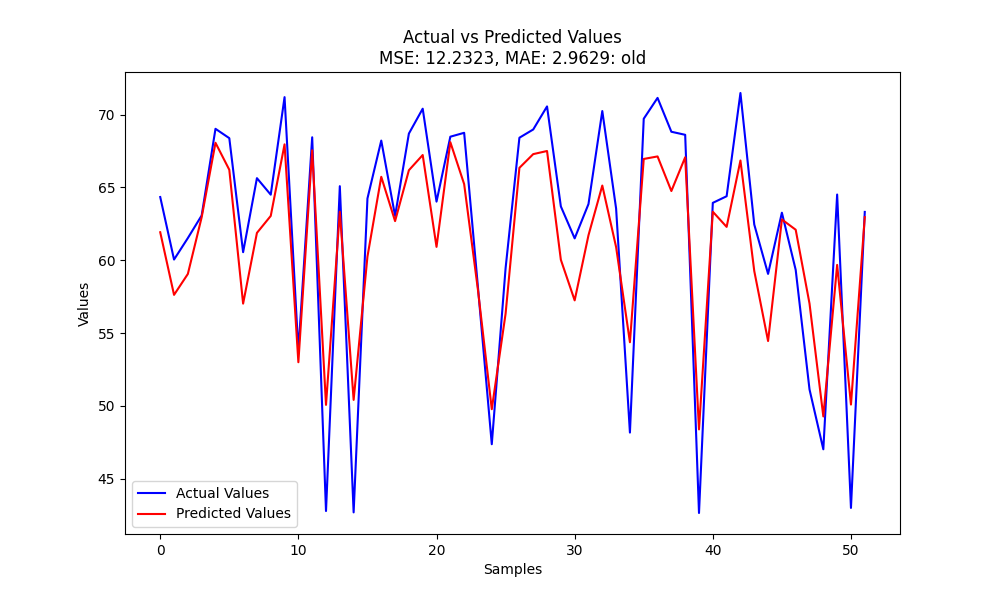 Actual vs Predicted Values
MSE: 12.2323, MAE: 2.9629: old
70
65
60
55
50
45
Values
Actual Values
Predicted Values
0
10
20
30
40
50
Samples